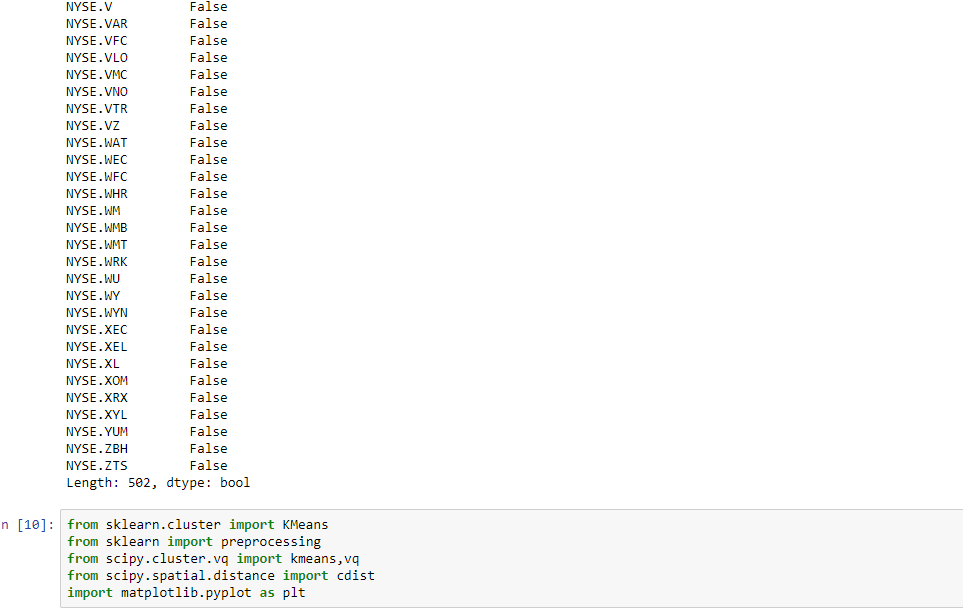 NYSE.V False
NYSE.VAR False
NYSE.VFC False
NYSE.VLO False
NYSE.VMC False
NYSE.VNO False
NYSE.VTR False
NYSE.VZ False
NYSE.WAT False
NYSE.WEC False
NYSE.WFC False
NYSE.WHR False
NYSE.WM False
NYSE.WMB False
NYSE.WMT False
NYSE.WRK False
NYSE.WU False
NYSE.WY False
NYSE.WYN False
NYSE.XEC False
NYSE.XEL False
NYSE.XL False
NYSE.XOM False
NYSE.XRX False
NYSE.XYL False
NYSE.YUM False
NYSE.ZBH False
NYSE.ZTS False
Length: 502, dtype: bool
n [10]: from sklearn.cluster import KMeans
from sklearn import preprocessing
from scipy.cluster.vq import kmeans,vq
from scipy.spatial.distance import cdist
import matplotlib.pyplot as plt